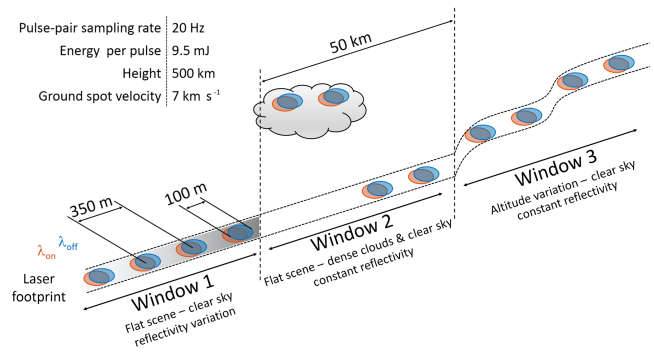 Pulse-pair sampling rate 20 Hz
Energy per pulse 9.5 mJ
Height 500 km
Ground spot velocity 7 km s⁻¹
50 km
350 m
100 m
λon λoff
Laser
footprint
Window 1
Flat scene – clear sky
reflectivity variation
Window 2
Flat scene – dense clouds & clear sky
constant reflectivity
Window 3
Altitude variation – clear sky
constant reflectivity